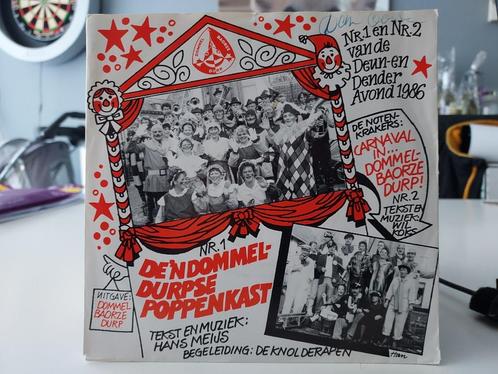 NR.1 en NR.2
van de
Deun-en
Dender
Avond 1986
DE NOTEN-
KRAKERS:
CARNAVAL
IN...
DOMMEL-
BAORZE
DURP!
NR.2
TEKST EN
MUZIEK:
WIL
KOFS
NR.1
DE'N DOMMEL-
DURPSE
POPPENKAST
TEKST EN MUZIEK:
HANS MEIJS
BEGELEIDING: DE KNOLDERAPEN
UITGAVE:
DOMMEL
BAORZE
DURP